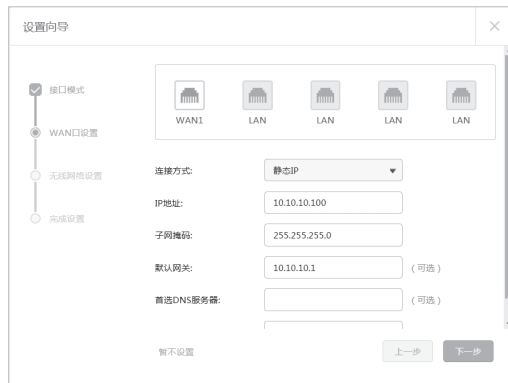 设置向导
接口模式
WAN口设置
无线网络设置
完成设置
WAN1 LAN LAN LAN LAN
连接方式: 静态IP
IP地址: 10.10.10.100
子网掩码: 255.255.255.0
默认网关: 10.10.10.1 (可选)
首选DNS服务器: (可选)
暂不设置 上一步 下一步